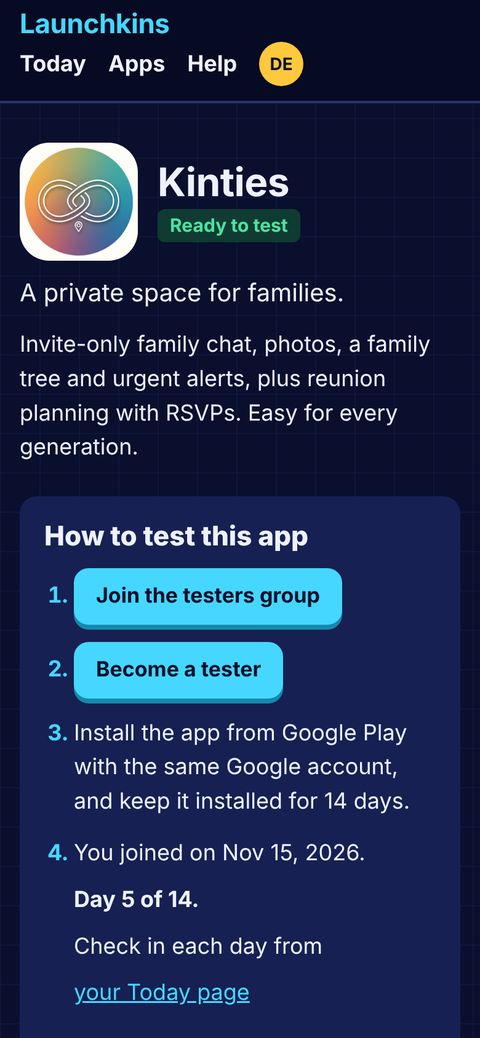 Launchkins
Today Apps Help DE
Kinties
Ready to test
A private space for families.
Invite-only family chat, photos, a family
tree and urgent alerts, plus reunion
planning with RSVPs. Easy for every
generation.
How to test this app
1. Join the testers group
2. Become a tester
3. Install the app from Google Play
with the same Google account,
and keep it installed for 14 days.
4. You joined on Nov 15, 2026.
Day 5 of 14.
Check in each day from
your Today page